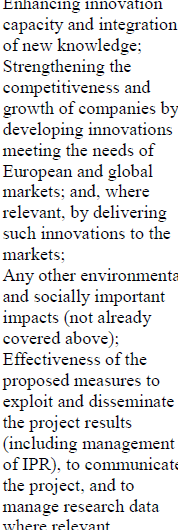 Enhancing innovation
capacity and integration
of new knowledge;
Strengthening the
competitiveness and
growth of companies by
developing innovations
meeting the needs of
European and global
markets; and, where
relevant, by delivering
such innovations to the
markets;
Any other environmenta
and socially important
impacts (not already
covered above);
Effectiveness of the
proposed measures to
exploit and disseminate
the project results
(including management
of IPR), to communicate
the project, and to
manage research data
where relevant